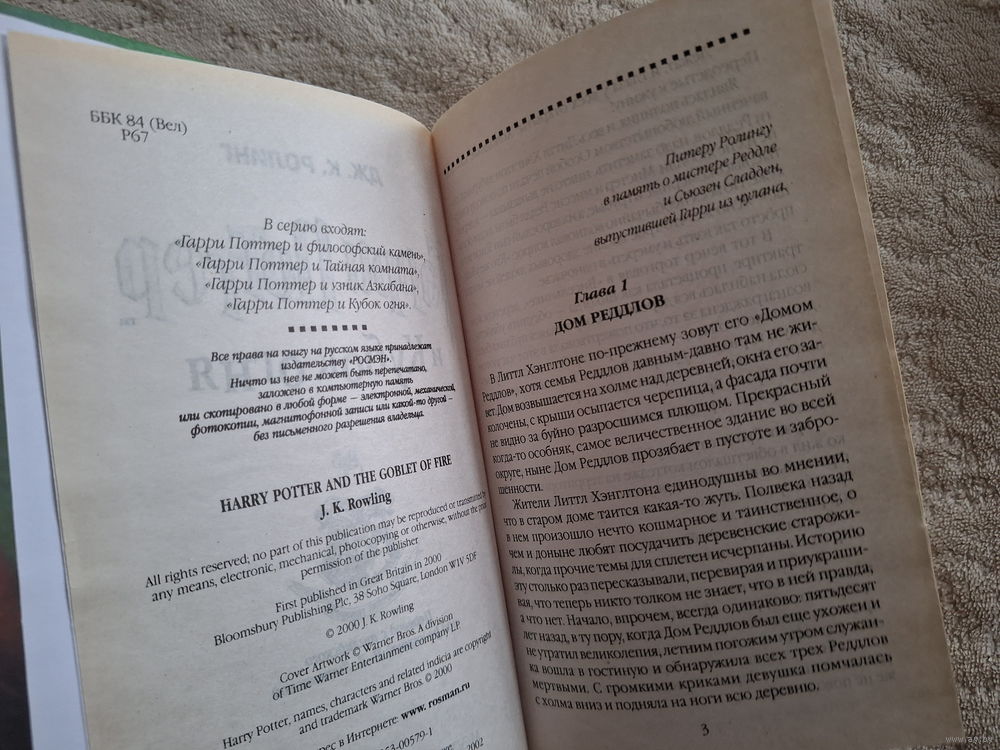 ББК 84 (Вел)
Р67
В серию входят:
«Гарри Поттер и философский камень»,
«Гарри Поттер и Тайная комната»,
«Гарри Поттер и узник Азкабана»,
«Гарри Поттер и Кубок огня».
Все права на книгу на русском языке принадлежат
издательству «РОСМЭН».
Ничто из нее не может быть перепечатано,
заложено в компьютерную память
или скопировано в любой форме — электронной, механической,
фотокопии, магнитофонной записи или какой-то другой —
без письменного разрешения владельца.
HARRY POTTER AND THE GOBLET OF FIRE
J. K. Rowling
All rights reserved; no part of this publication may be reproduced or transmitted by
any means, electronic, mechanical, photocopying or otherwise, without the prior
permission of the publisher.
First published in Great Britain in 2000
Bloomsbury Publishing Plc, 38 Soho Square, London W1V 5DF
© 2000 J. K. Rowling
Cover Artwork © Warner Bros. A division
of Time Warner Entertainment company L.P.
Harry Potter, names, characters and related indicia are copyright
and trademark Warner Bros. © 2000
рес в Интернете: www. rosman.ru
53-00579-1
2002
Питеру Ролингу
в память о мистере Реддле
и Сьюзен Сладден,
выпустившей Гарри из чулана.
Глава 1
ДОМ РЕДДЛОВ
В Литтл Хэнглтоне по-прежнему зовут его «Домом
Реддлов», хотя семья Реддлов давным-давно там не жи-
вет. Дом возвышается на холме над деревней; окна его за-
колочены, с крыши осыпается черепица, а фасада почти
не видно за буйно разросшимся плющом. Прекрасный
когда-то особняк, самое величественное здание во всей
округе, ныне Дом Реддлов прозябает в пустоте и забро-
шенности.
Жители Литтл Хэнглтона единодушны во мнении,
что в старом доме таится какая-то жуть. Полвека назад
в нем произошло нечто кошмарное и таинственное, о
чем и доныне любят посудачить деревенские старожи-
лы, когда прочие темы для сплетен исчерпаны. Историю
эту столько раз пересказывали, перевирая и приукраши-
вая, что теперь никто толком не знает, что в ней правда,
а что нет. Начало, впрочем, всегда одинаково: пятьдесят
лет назад, в ту пору, когда Дом Реддлов был еще ухожен и
не утратил великолепия, летним погожим утром служан-
ка вошла в гостиную и обнаружила всех трех Реддлов
мертвыми. С громкими криками девушка помчалась
с холма вниз и подняла на ноги всю деревню.
3
www.ay.by